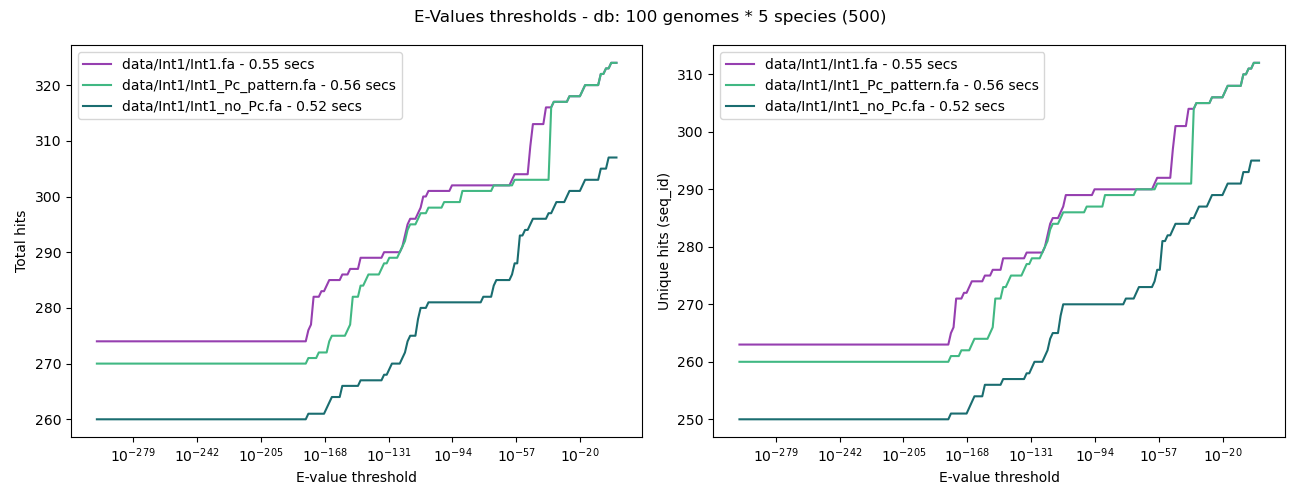 E-Values thresholds - db: 100 genomes * 5 species (500)
data/Int1/Int1.fa - 0.55 secs
data/Int1/Int1_Pc_pattern.fa - 0.56 secs
data/Int1/Int1_no_Pc.fa - 0.52 secs
Total hits
320
310
300
290
280
270
260
10⁻²⁷⁹ 10⁻²⁴² 10⁻²⁰⁵ 10⁻¹⁶⁸ 10⁻¹³¹ 10⁻⁹⁴ 10⁻⁵⁷ 10⁻²⁰
E-value threshold
data/Int1/Int1.fa - 0.55 secs
data/Int1/Int1_Pc_pattern.fa - 0.56 secs
data/Int1/Int1_no_Pc.fa - 0.52 secs
Unique hits (seq_id)
310
300
290
280
270
260
250
10⁻²⁷⁹ 10⁻²⁴² 10⁻²⁰⁵ 10⁻¹⁶⁸ 10⁻¹³¹ 10⁻⁹⁴ 10⁻⁵⁷ 10⁻²⁰
E-value threshold